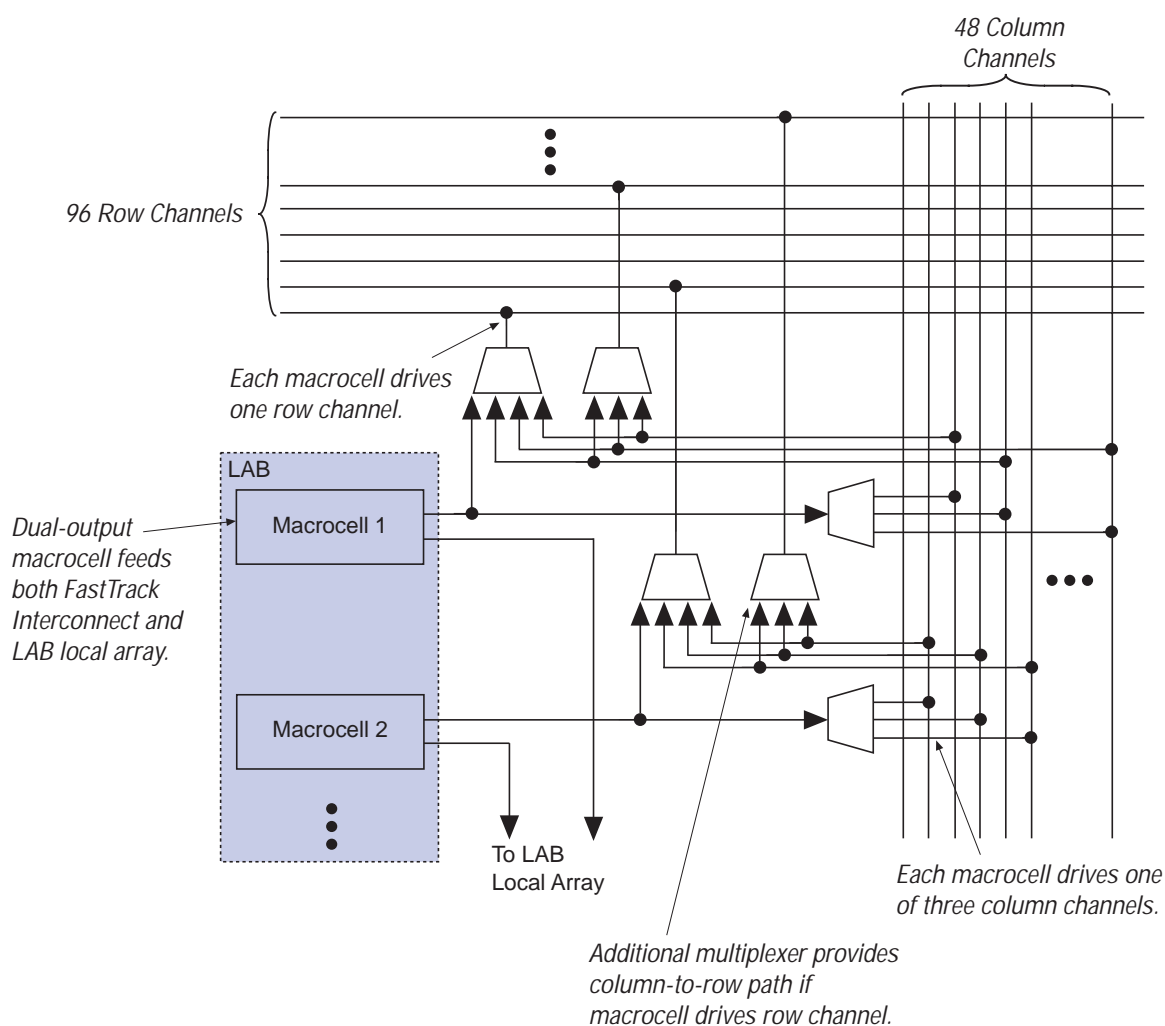 48 Column
Channels
96 Row Channels
Each macrocell drives
one row channel.
LAB
Macrocell 1
Dual-output
macrocell feeds
both FastTrack
Interconnect and
LAB local array.
Macrocell 2
To LAB
Local Array
Each macrocell drives one
of three column channels.
Additional multiplexer provides
column-to-row path if
macrocell drives row channel.